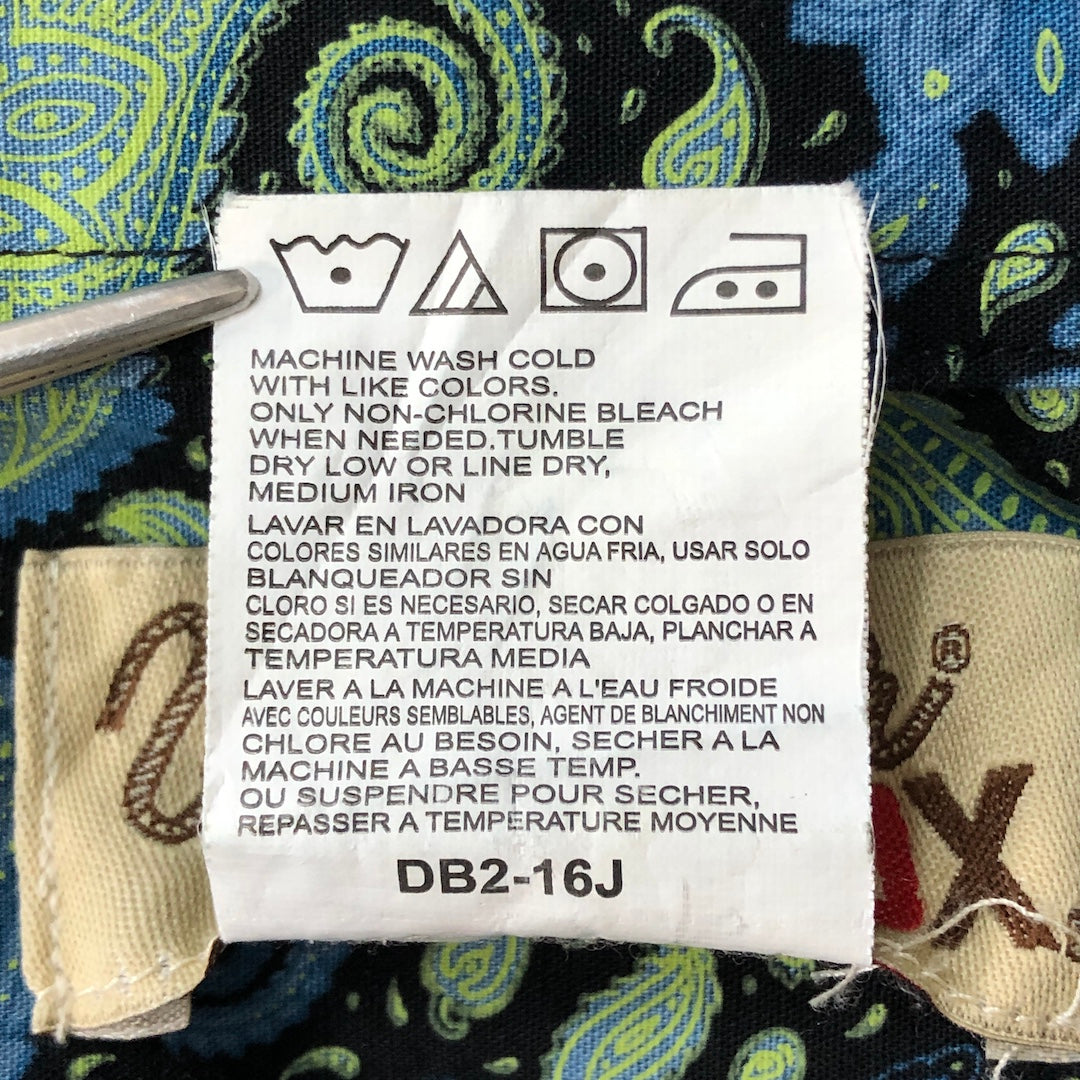 MACHINE WASH COLD
WITH LIKE COLORS.
ONLY NON-CHLORINE BLEACH
WHEN NEEDED.TUMBLE
DRY LOW OR LINE DRY,
MEDIUM IRON
LAVAR EN LAVADORA CON
COLORES SIMILARES EN AGUA FRIA, USAR SOLO
BLANQUEADOR SIN
CLORO SI ES NECESARIO, SECAR COLGADO O EN
SECADORA A TEMPERATURA BAJA, PLANCHAR A
TEMPERATURA MEDIA
LAVER A LA MACHINE A L'EAU FROIDE
AVEC COULEURS SEMBLABLES, AGENT DE BLANCHIMENT NON
CHLORE AU BESOIN, SECHER A LA
MACHINE A BASSE TEMP.
OU SUSPENDRE POUR SECHER,
REPASSER A TEMPERATURE MOYENNE
DB2-16J
®
X